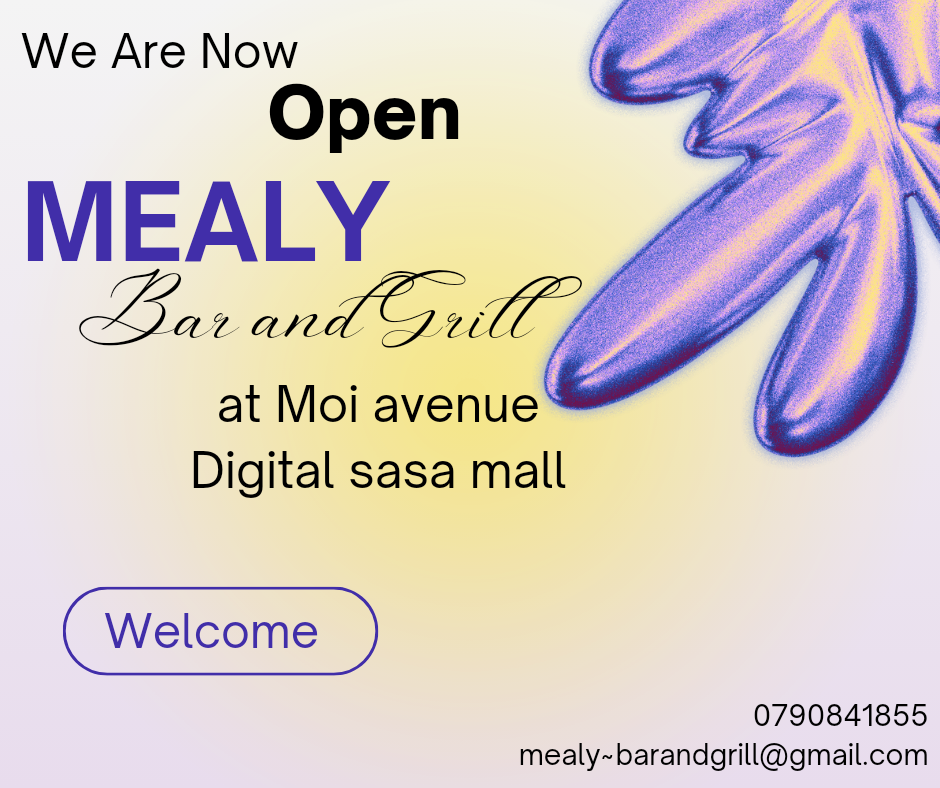 We Are Now
Open
MEALY
Bar and Grill
at Moi avenue
Digital sasa mall
Welcome
0790841855
mealy~barandgrill@gmail.com